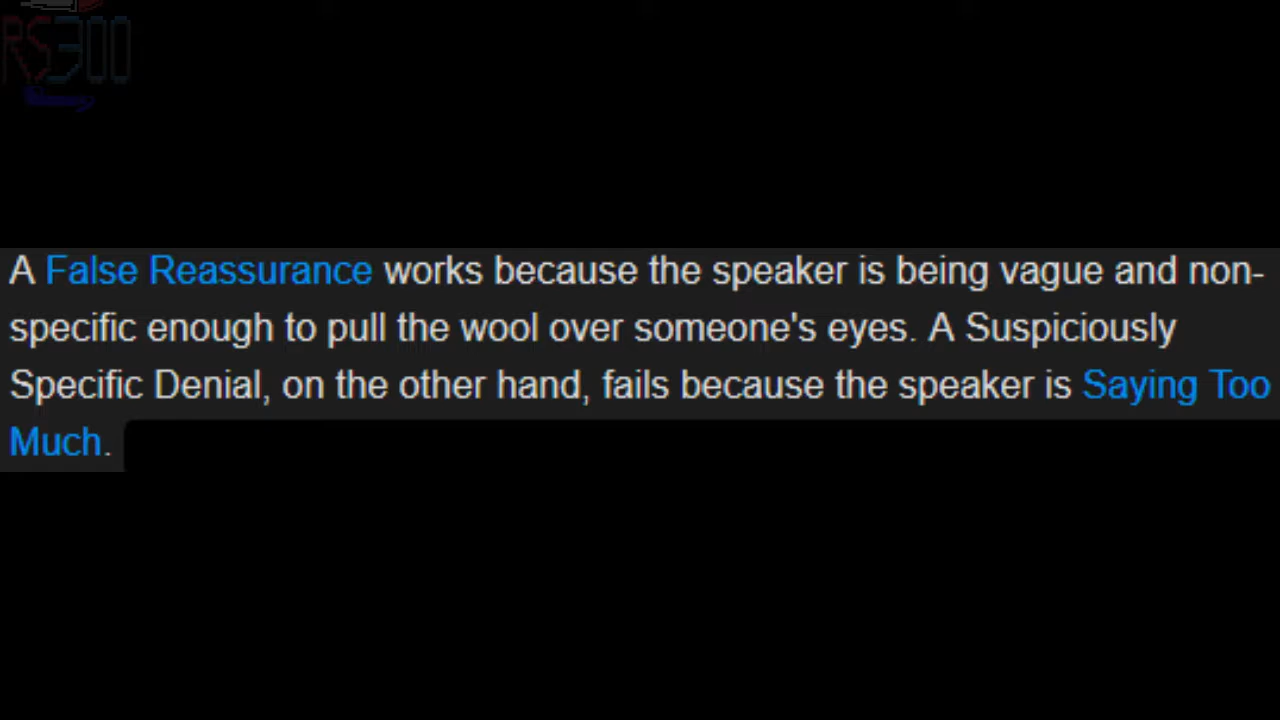 RS300
A False Reassurance works because the speaker is being vague and non-
specific enough to pull the wool over someone's eyes. A Suspiciously
Specific Denial, on the other hand, fails because the speaker is Saying Too
Much.